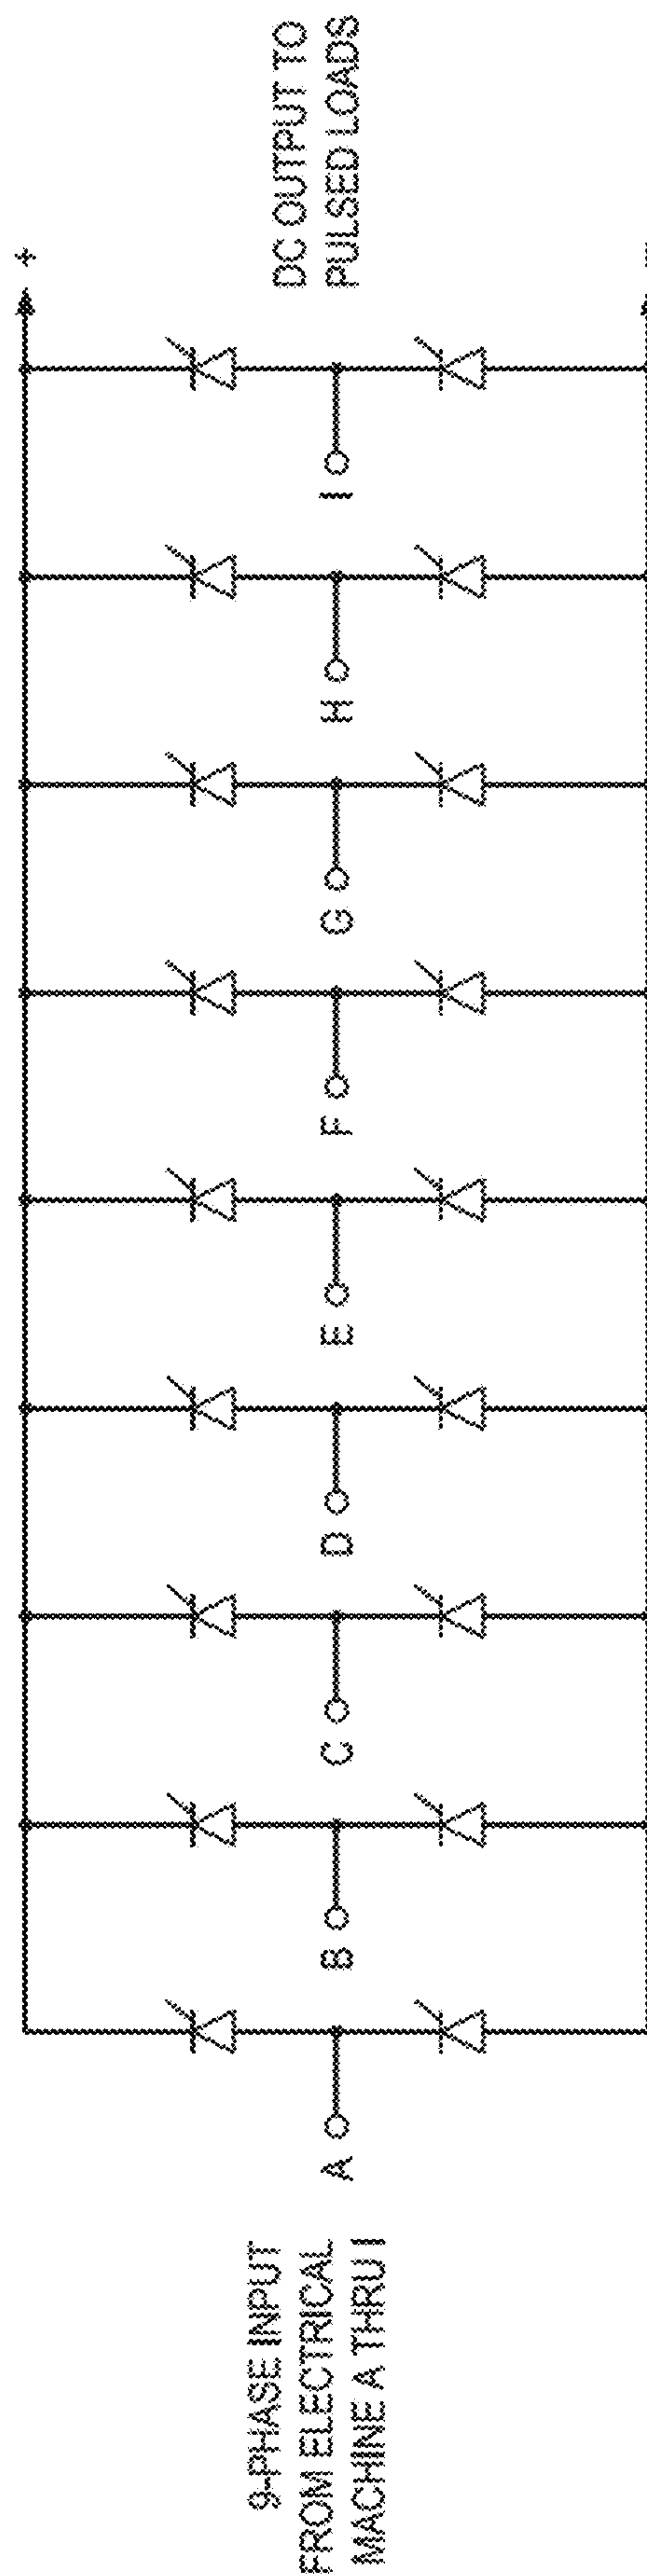 9-PHASE INPUT
FROM ELECTRICAL
MACHINE A THRU I
A
B
C
D
E
F
G
H
I
+
-
DC OUTPUT TO
PULSED LOADS